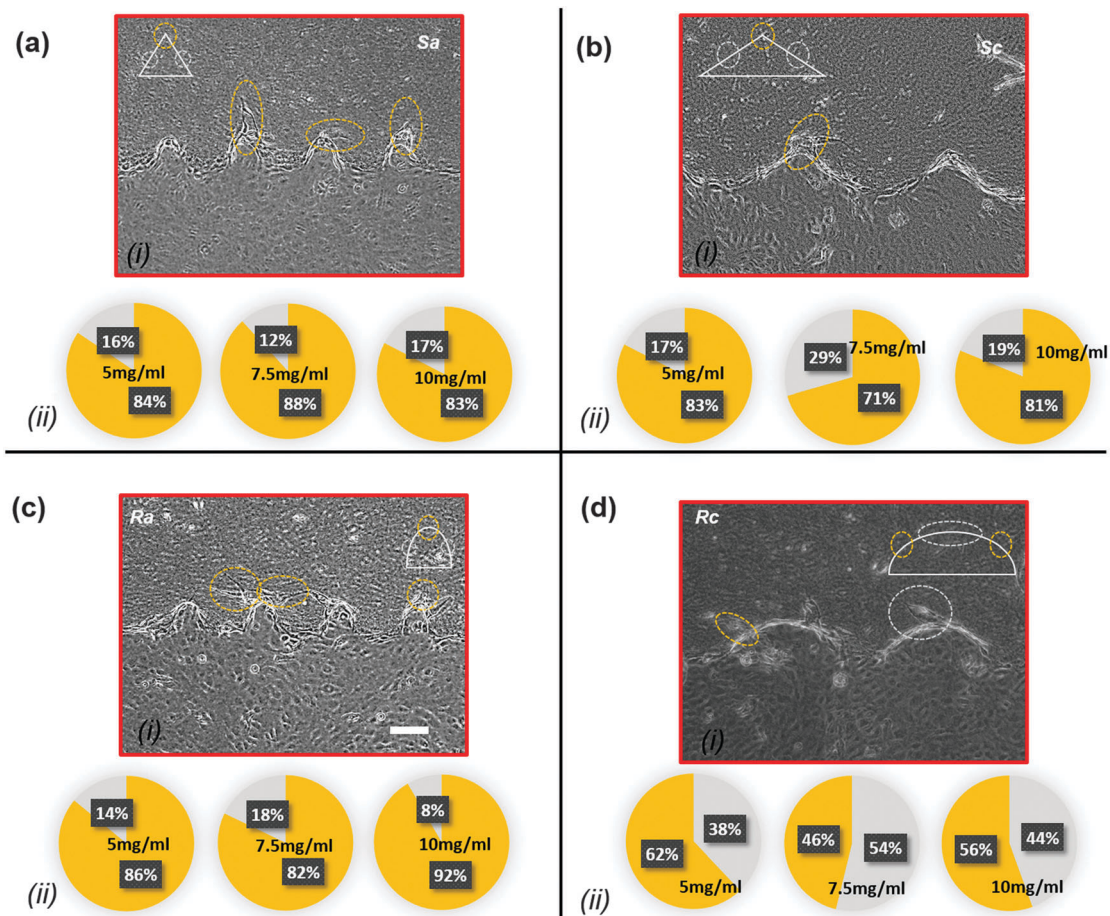 (a)
Sa
(i)
16%
5mg/ml
84%
12%
7.5mg/ml
88%
17%
10mg/ml
83%
(ii)
(b)
Sc
(i)
17%
5mg/ml
83%
29%
7.5mg/ml
71%
19%
10mg/ml
81%
(ii)
(c)
Ra
(i)
14%
5mg/ml
86%
18%
7.5mg/ml
82%
8%
10mg/ml
92%
(ii)
(d)
Rc
(i)
38%
62%
5mg/ml
46%
54%
7.5mg/ml
56%
44%
10mg/ml
(ii)